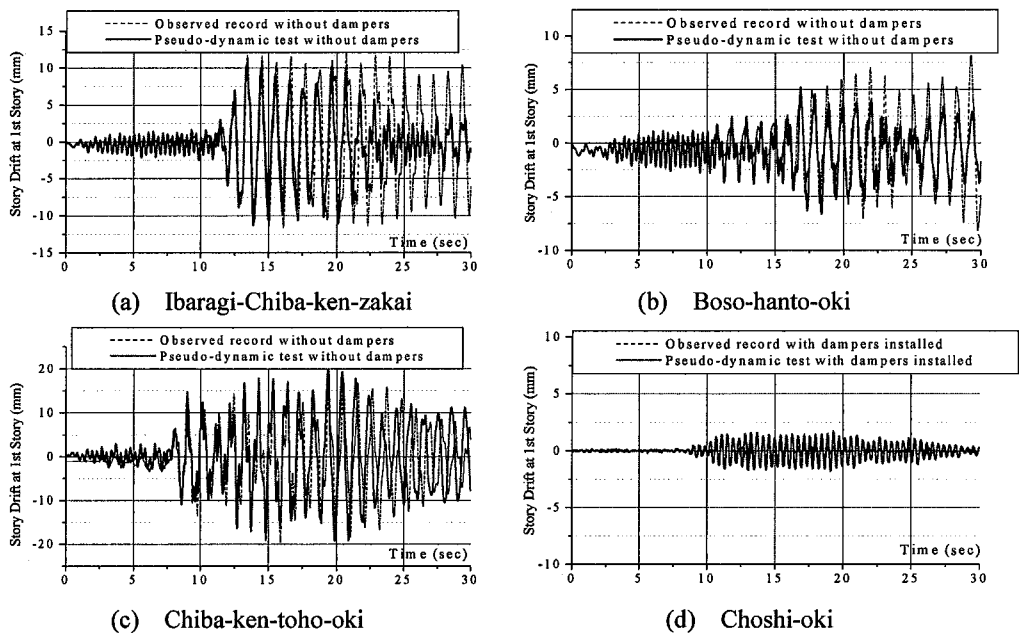 Observed record without dampers
Pseudo-dynamic test without dampers
Story Drift at 1st Story (mm)
15
10
5
0
-5
-10
-15
Time (sec)
0 5 10 15 20 25 30
(a) Ibaragi-Chiba-ken-zakai
Observed record without dampers
Pseudo-dynamic test without dampers
Story Drift at 1st Story (mm)
10
5
0
-5
-10
Time (sec)
0 5 10 15 20 25 30
(b) Boso-hanto-oki
Observed record without dampers
Pseudo-dynamic test without dampers
Story Drift at 1st Story (mm)
20
10
0
-10
-20
Time (sec)
0 5 10 15 20 25 30
(c) Chiba-ken-toho-oki
Observed record with dampers installed
Pseudo-dynamic test with dampers installed
Story Drift at 1st Story (mm)
10
5
0
-5
-10
Time (sec)
0 5 10 15 20 25 30
(d) Choshi-oki